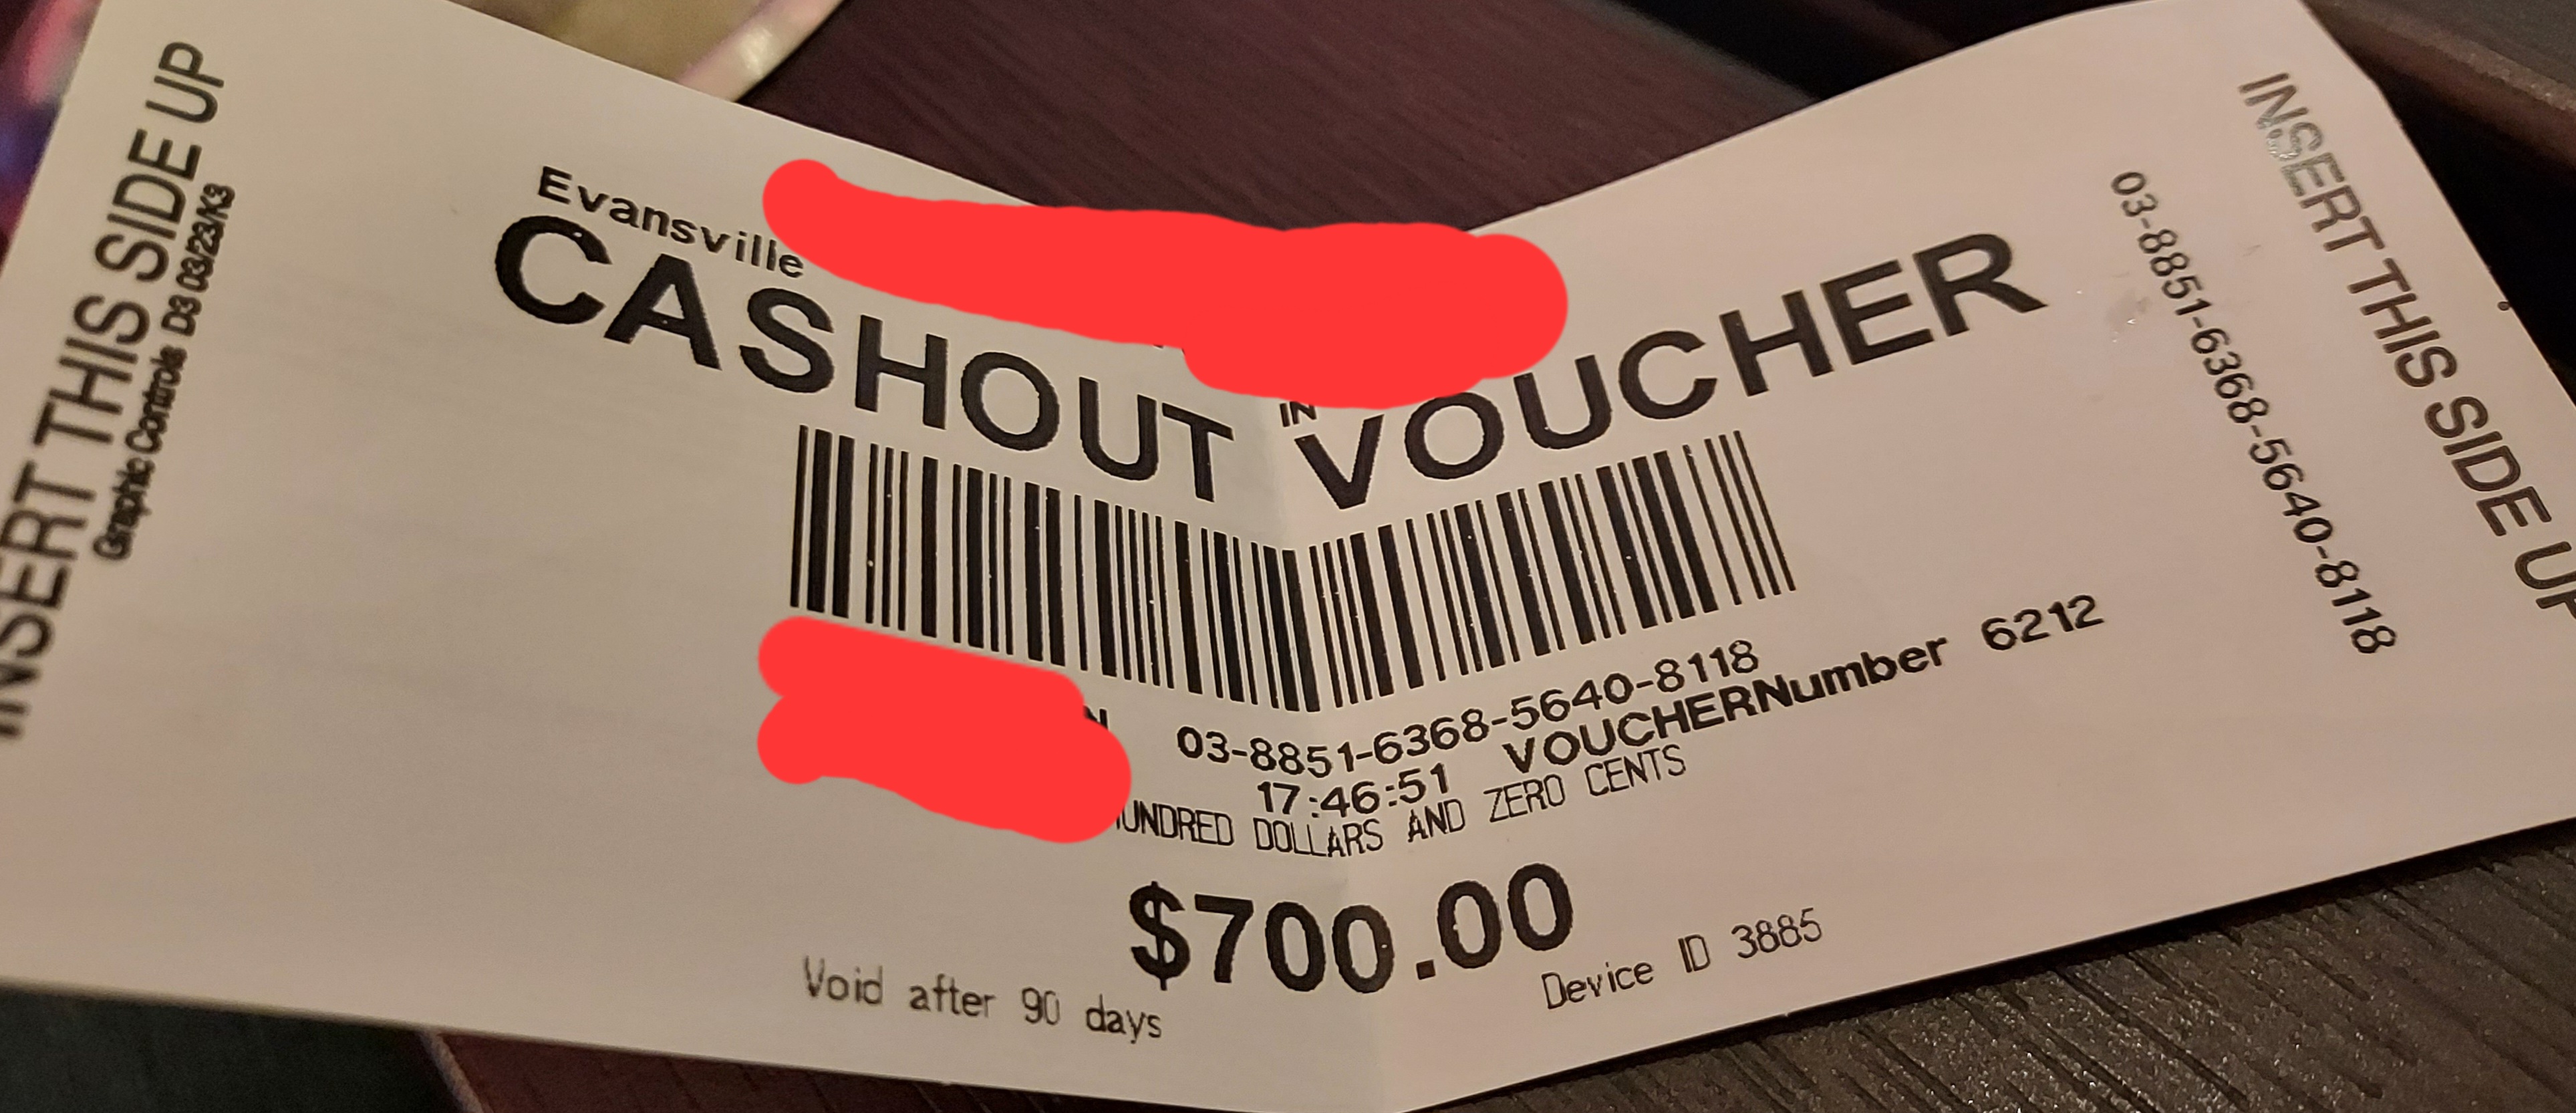 INSERT THIS SIDE UP
Graphic Controls D3 03/23/K3
Evansville
IN
CASHOUT VOUCHER
03-8851-6368-5640-8118
17:46:51 VOUCHERNumber 6212
HUNDRED DOLLARS AND ZERO CENTS
$700.00
Void after 90 days
Device ID 3885
03-8851-6368-5640-8118
INSERT THIS SIDE UP